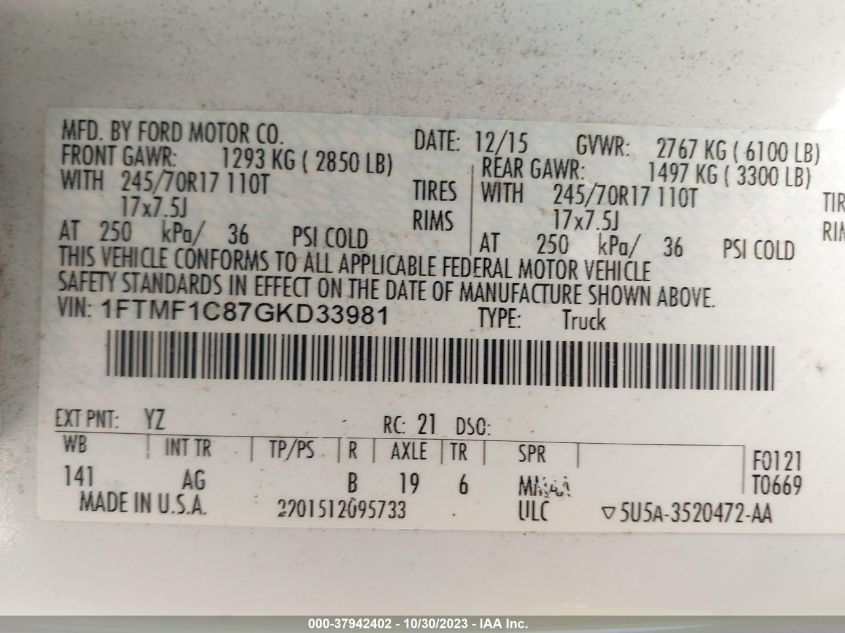 MFD. BY FORD MOTOR CO. DATE: 12/15 GVWR: 2767 KG ( 6100 LB)
FRONT GAWR: 1293 KG ( 2850 LB) REAR GAWR: 1497 KG ( 3300 LB)
WITH 245/70R17 110T TIRES WITH 245/70R17 110T TIR
17x7.5J RIMS 17x7.5J RIM
AT 250 kPa/ 36 PSI COLD AT 250 kPa/ 36 PSI COLD
THIS VEHICLE CONFORMS TO ALL APPLICABLE FEDERAL MOTOR VEHICLE
SAFETY STANDARDS IN EFFECT ON THE DATE OF MANUFACTURE SHOWN ABOVE.
VIN: 1FTMF1C87GKD33981 TYPE: Truck
EXT PNT: YZ RC: 21 DSO:
WB INT TR TP/PS R AXLE TR SPR F0121
141 AG B 19 6 T0669
MADE IN U.S.A. 2201512095733 ULC ▽5U5A-3520472-AA
000-37942402 - 10/30/2023 - IAA Inc.